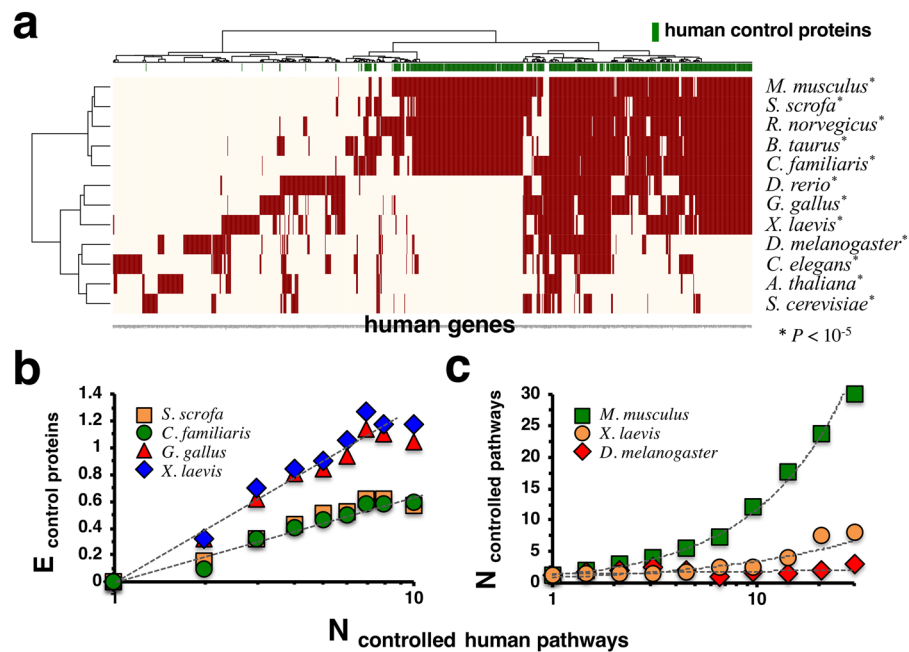 a
human control proteins
M. musculus*
S. scrofa*
R. norvegicus*
B. taurus*
C. familiaris*
D. rerio*
G. gallus*
X. laevis*
D. melanogaster*
C. elegans*
A. thaliana*
S. cerevisiae*
human genes
* P < 10-5
b
E control proteins
1.4
1.2
1
0.8
0.6
0.4
0.2
0
S. scrofa
C. familiaris
G. gallus
X. laevis
1
10
c
N controlled pathways
30
25
20
15
10
5
0
M. musculus
X. laevis
D. melanogaster
1
10
N controlled human pathways